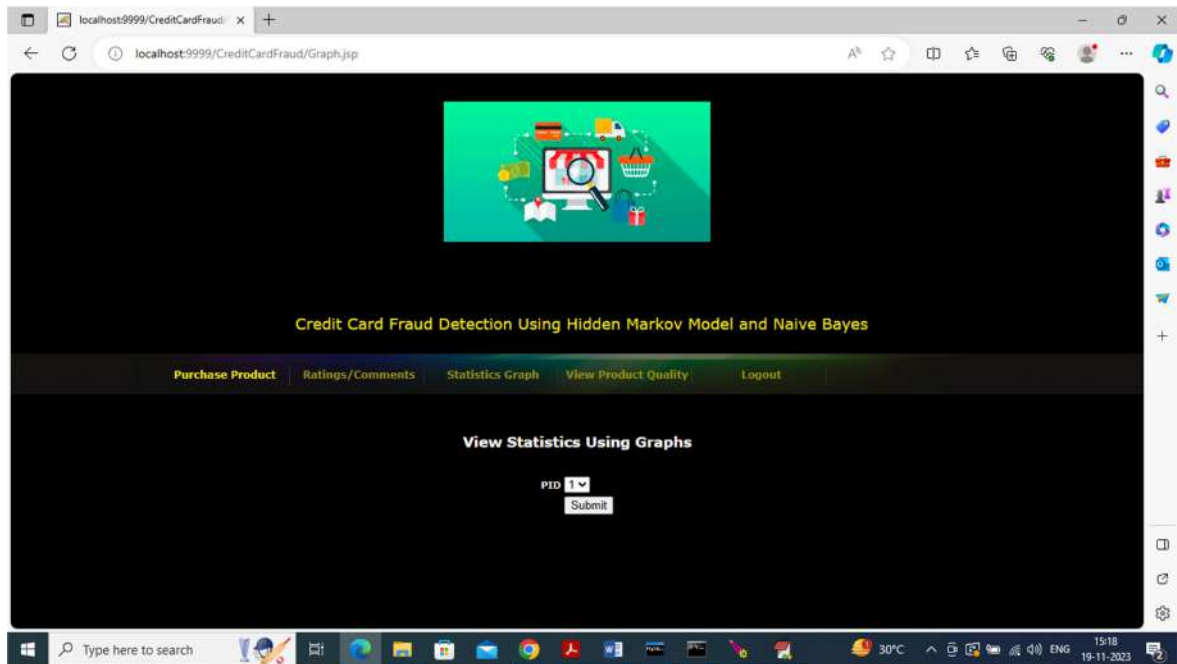 localhost:9999/CreditCardFraud/
localhost:9999/CreditCardFraud/Graph.jsp
Credit Card Fraud Detection Using Hidden Markov Model and Naive Bayes
Purchase Product Ratings/Comments Statistics Graph View Product Quality Logout
View Statistics Using Graphs
PID 1
Submit
Type here to search
30°C
ENG
15:18
19-11-2023
2